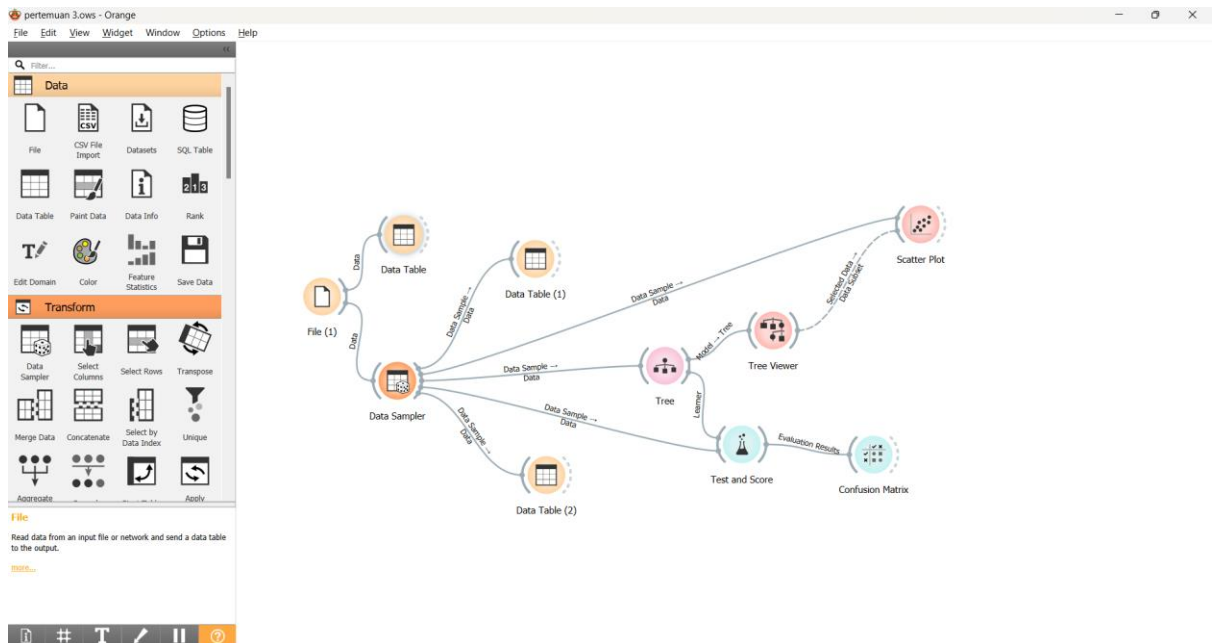 pertemuan 3.ows - Orange
File Edit View Widget Window Options Help
Filter...
Data
File
CSV File
Import
Datasets
SQL Table
Data Table
Paint Data
Data Info
Rank
Edit Domain
Color
Feature
Statistics
Save Data
Transform
Data
Sampler
Select
Columns
Select Rows
Transpose
Merge Data
Concatenate
Select by
Data Index
Unique
Aggregate
Apply
File
Read data from an input file or network and send a data table
to the output.
more...
File (1)
Data
Data
Data Table
Data Sampler
Data Sample →
Data
Data Table (1)
Data Sample →
Data
Scatter Plot
Data Sample →
Data
Tree
Model → Tree
Tree Viewer
Selected Data →
Data Subset
Learner
Data Sample →
Data
Test and Score
Evaluation Results
Confusion Matrix
Data Sample →
Data
Data Table (2)